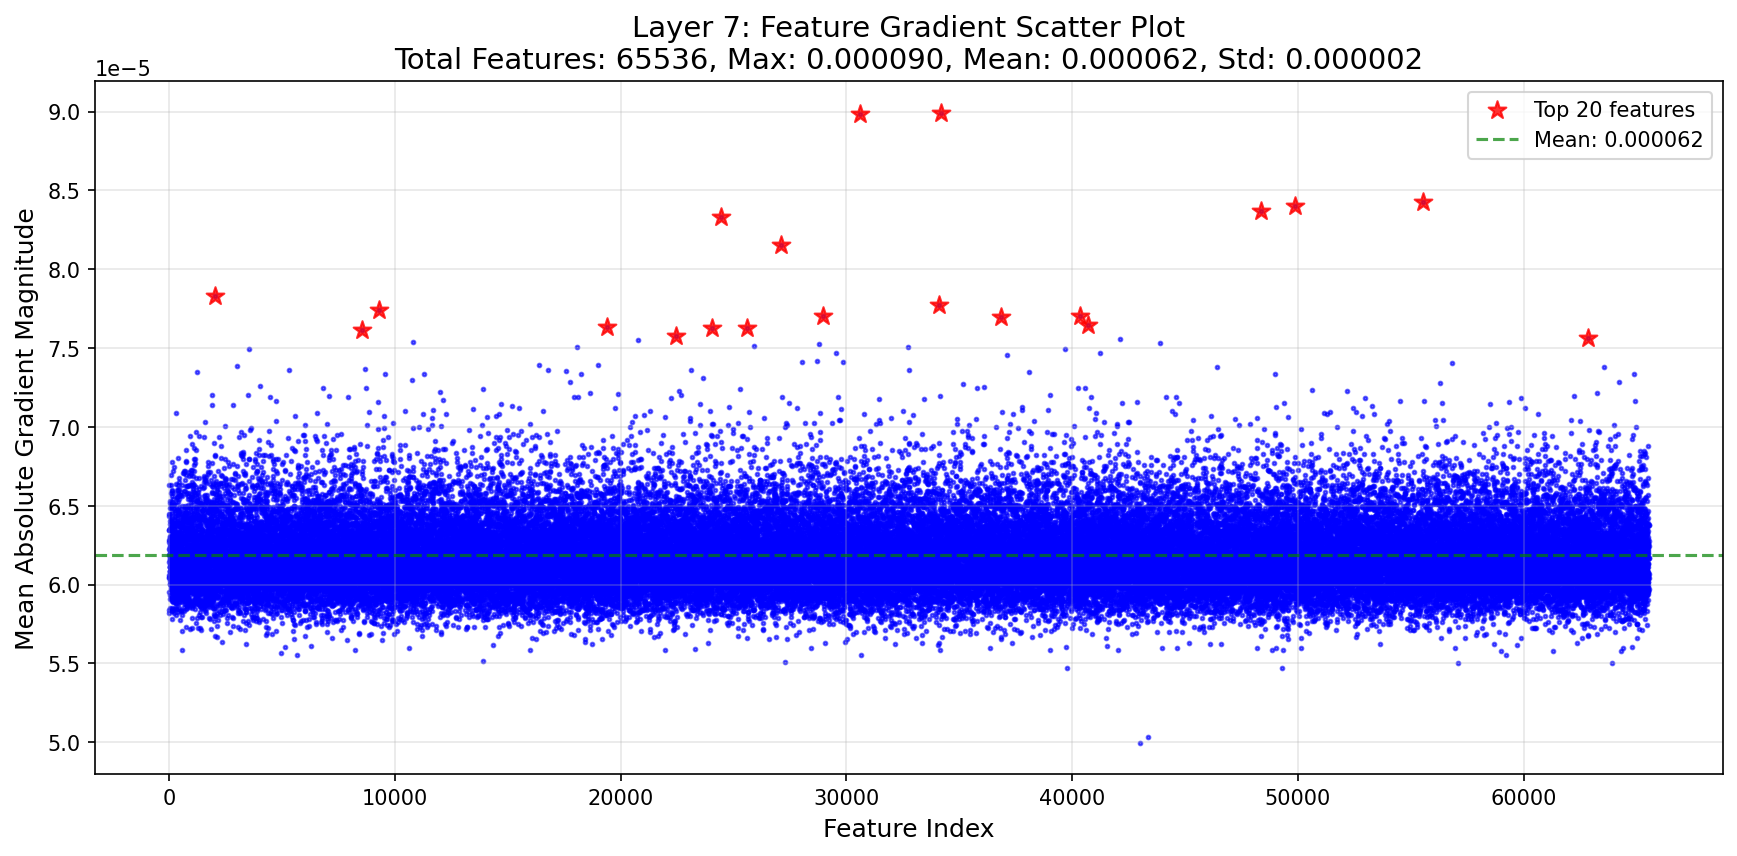 Layer 7: Feature Gradient Scatter Plot
Total Features: 65536, Max: 0.000090, Mean: 0.000062, Std: 0.000002
1e−5
9.0
8.5
8.0
7.5
7.0
6.5
6.0
5.5
5.0
Mean Absolute Gradient Magnitude
Top 20 features
Mean: 0.000062
0 10000 20000 30000 40000 50000 60000
Feature Index